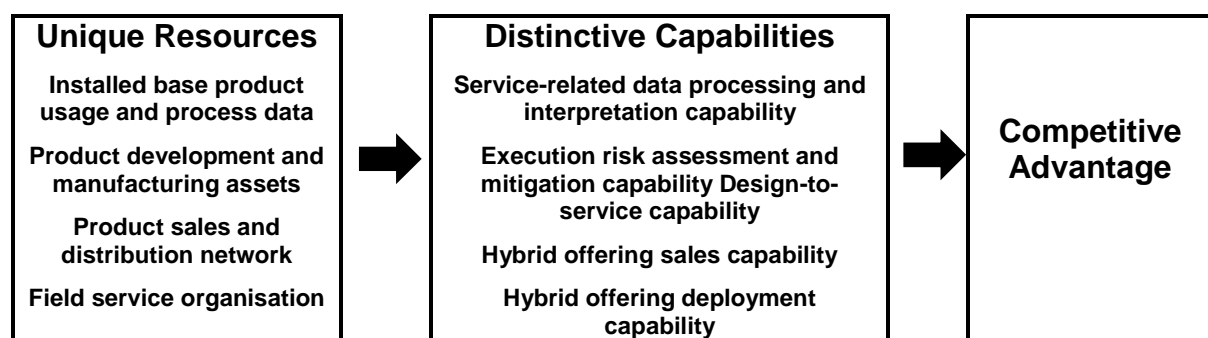 Unique Resources
Installed base product
usage and process data
Product development and
manufacturing assets
Product sales and
distribution network
Field service organisation
Distinctive Capabilities
Service-related data processing and
interpretation capability
Execution risk assessment and
mitigation capability Design-to-
service capability
Hybrid offering sales capability
Hybrid offering deployment
capability
Competitive
Advantage